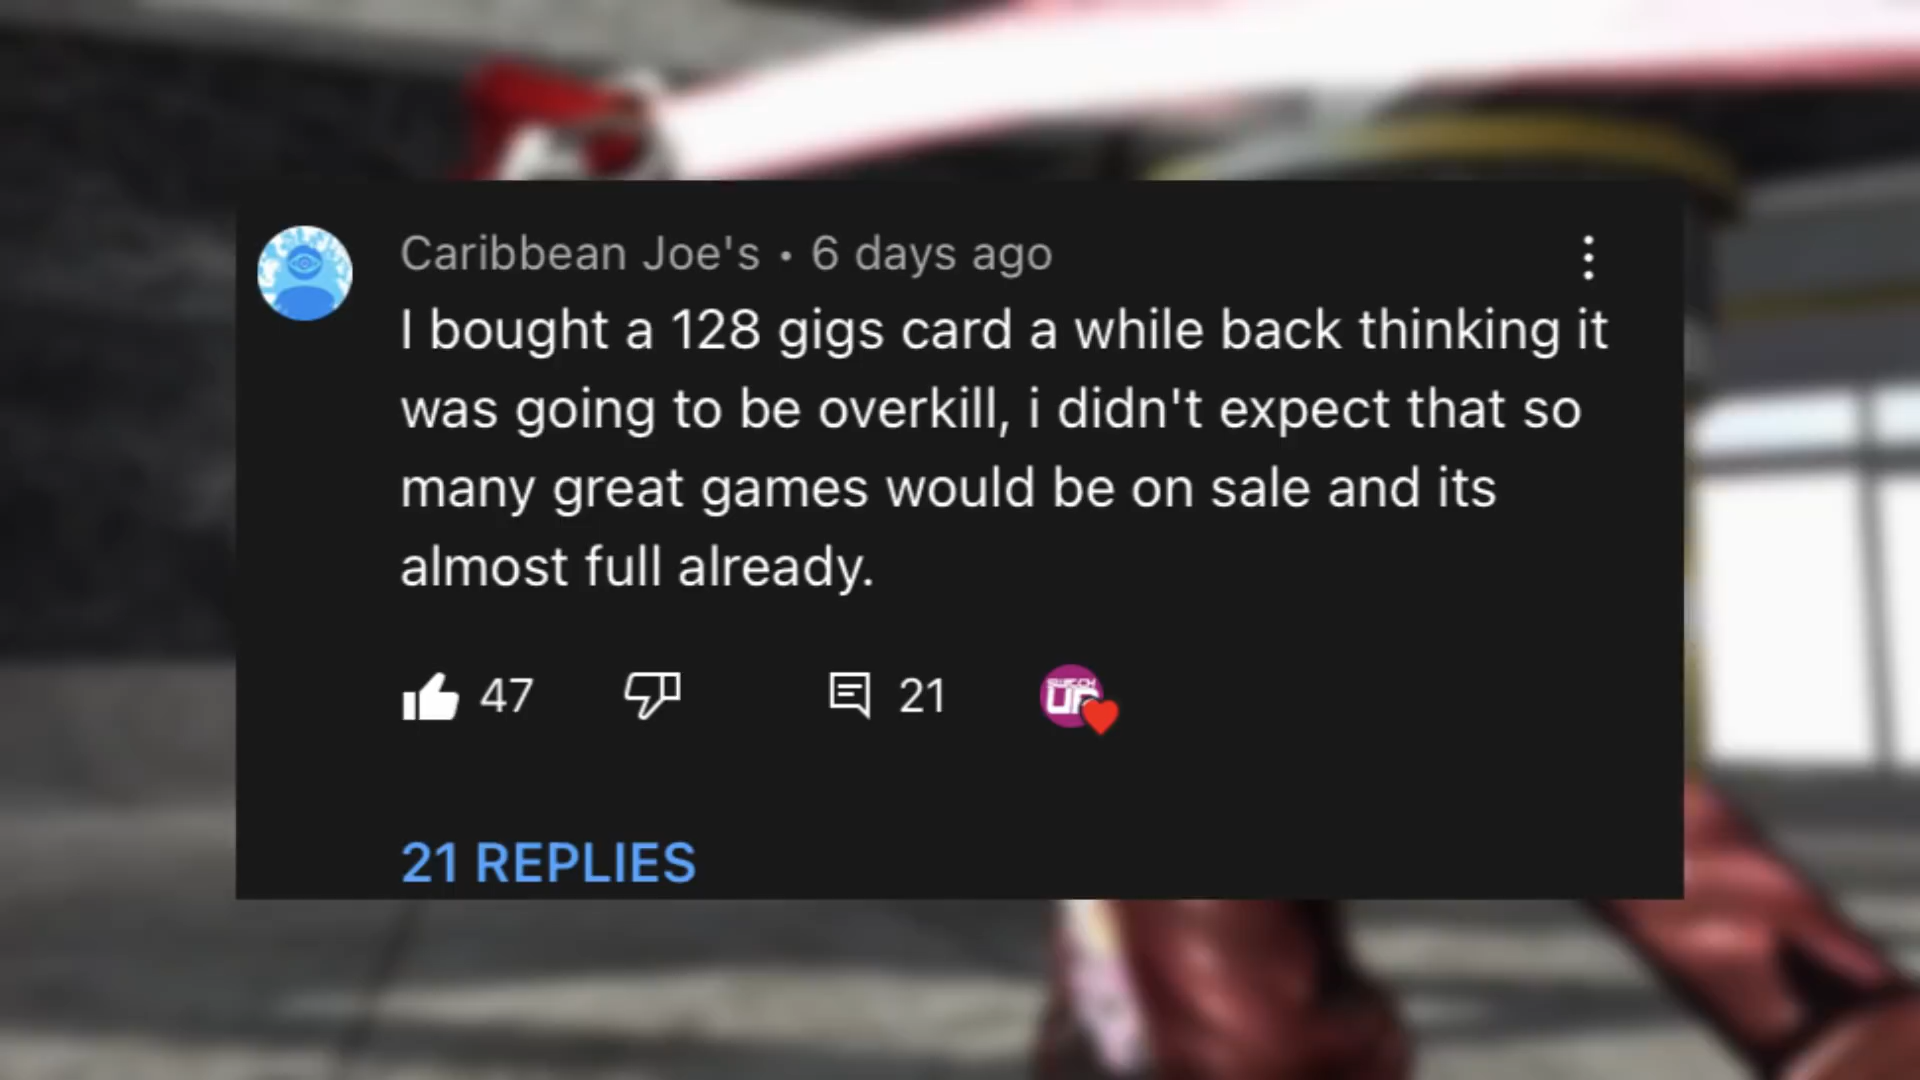 Caribbean Joe's • 6 days ago
I bought a 128 gigs card a while back thinking it
was going to be overkill, i didn't expect that so
many great games would be on sale and its
almost full already.
47 21 SWITCH UP
21 REPLIES